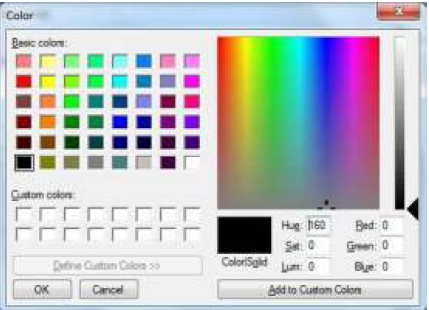 Color
Basic colors:
Custom colors:
Define Custom Colors >>
OK
Cancel
Color|Solid
Hue: 160
Sat: 0
Lum: 0
Red: 0
Green: 0
Blue: 0
Add to Custom Colors